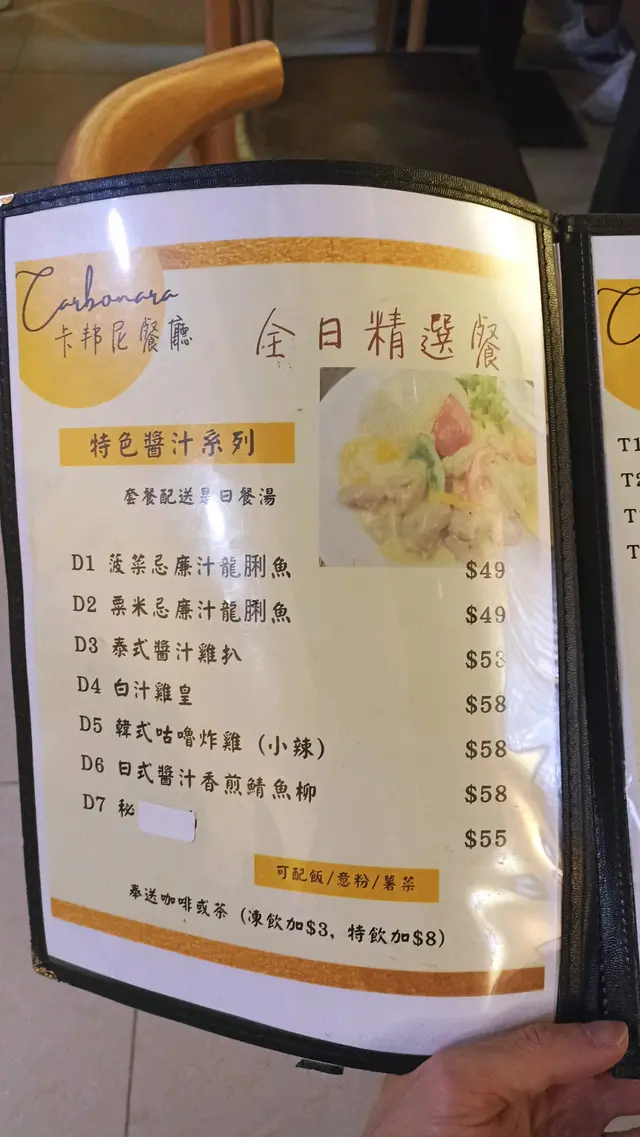 Carbonara
卡邦尼餐廳
全日精選餐
特色醬汁系列
套餐配送是日餐湯
D1 菠菜忌廉汁龍脷魚 $49
D2 粟米忌廉汁龍脷魚 $49
D3 泰式醬汁雞扒 $53
D4 白汁雞皇 $58
D5 韓式咕嚕炸雞 (小辣) $58
D6 日式醬汁香煎鯖魚柳 $58
D7 秘 $55
可配飯/意粉/薯菜
奉送咖啡或茶 (凍飲加$3, 特飲加$8)
T1